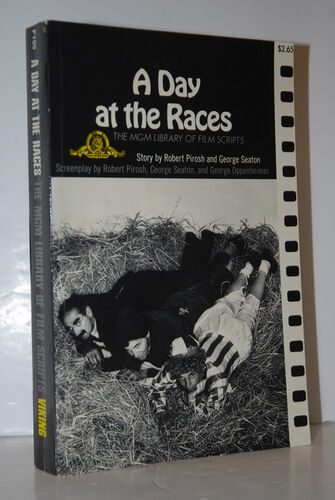 P100 A DAY AT THE RACES THE MGM LIBRARY OF FILM SCRIPTS VIKING
$2.65
A Day
at the Races
THE MGM LIBRARY OF FILM SCRIPTS
Story by Robert Pirosh and George Seaton
Screenplay by Robert Pirosh, George Seaton, and George Oppenheimer